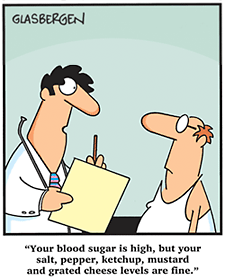 GLASBERGEN
“Your blood sugar is high, but your
salt, pepper, ketchup, mustard
and grated cheese levels are fine.”